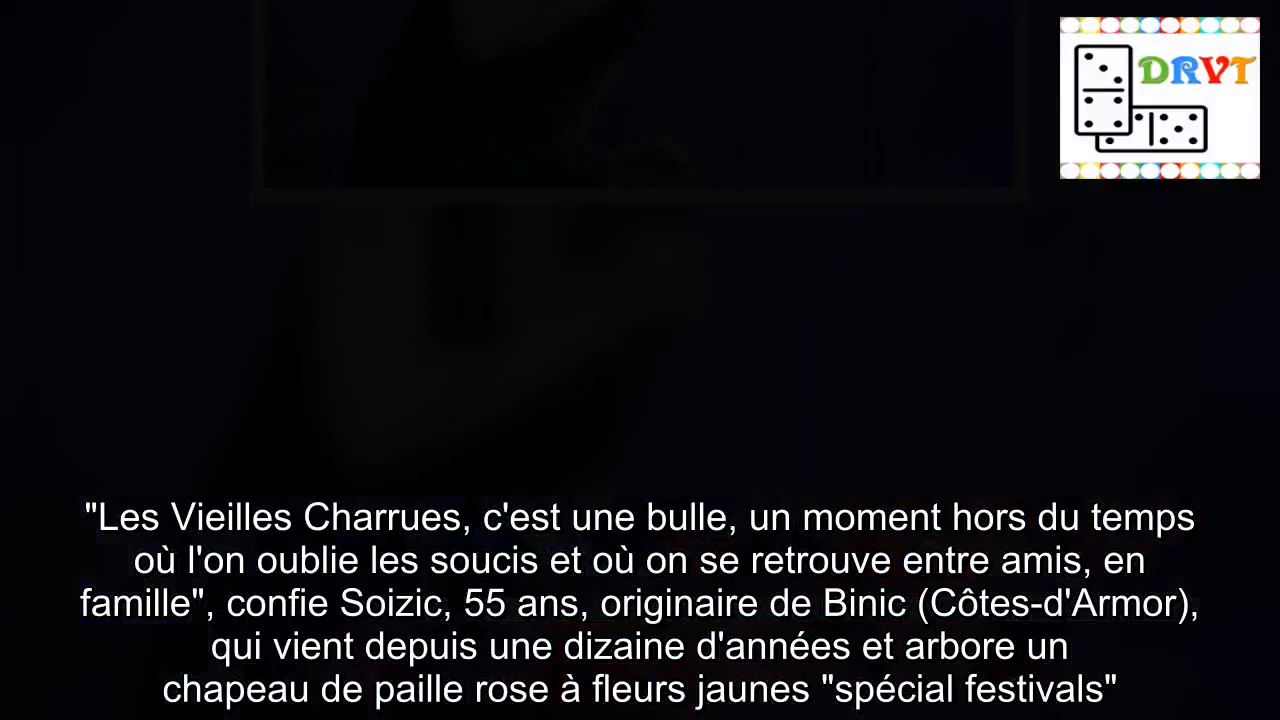 DRVT
"Les Vieilles Charrues, c'est une bulle, un moment hors du temps
où l'on oublie les soucis et où on se retrouve entre amis, en
famille", confie Soizic, 55 ans, originaire de Binic (Côtes-d'Armor),
qui vient depuis une dizaine d'années et arbore un
chapeau de paille rose à fleurs jaunes "spécial festivals"